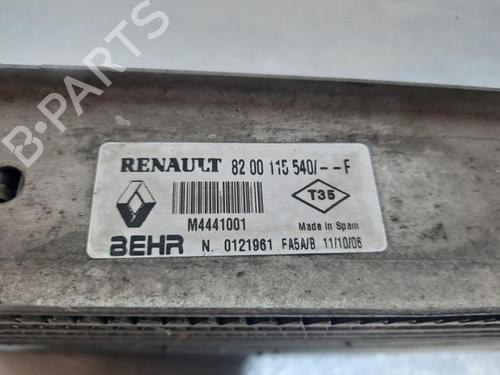 RENAULT 82 00 115 540/--F
T35
M4441001
Made in Spain
BEHR N. 0121961 FA5A/B 11/10/06
B-PARTS